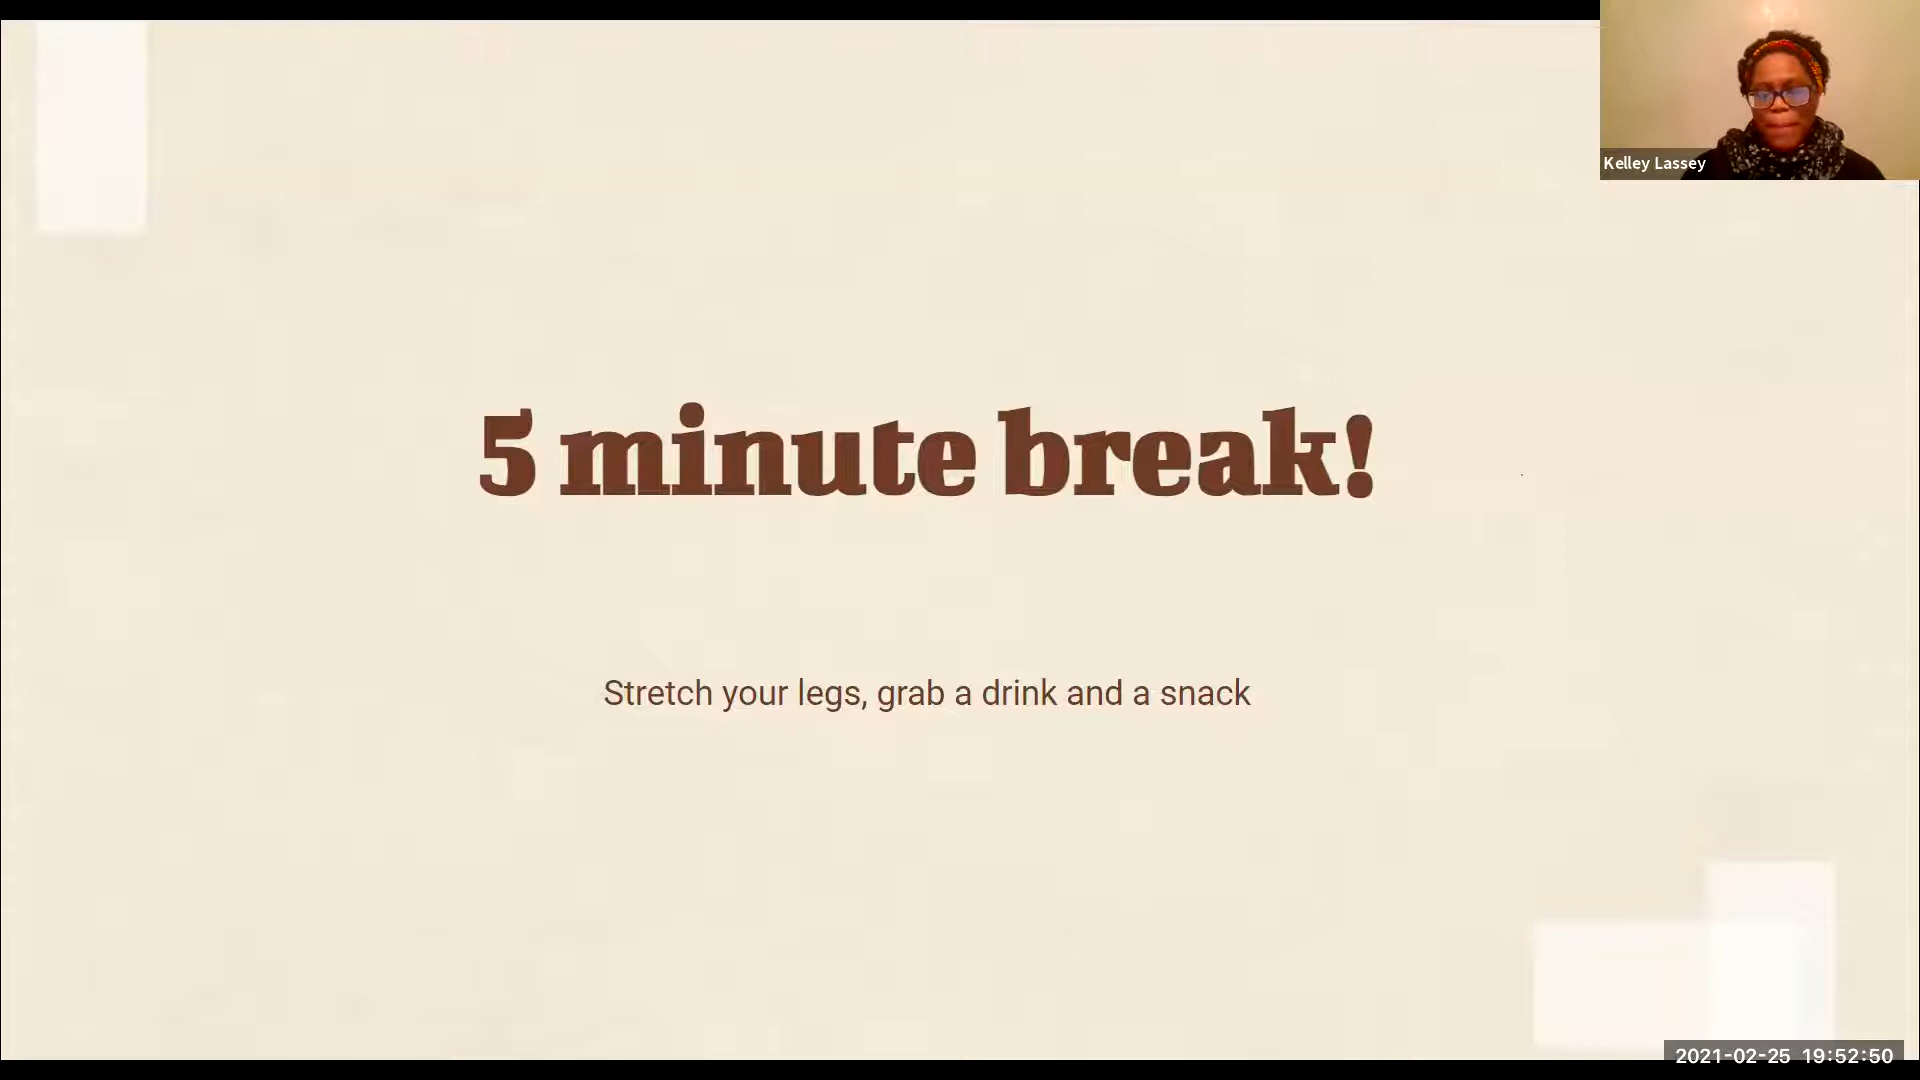 Kelley Lassey
5 minute break!
Stretch your legs, grab a drink and a snack
2021-02-25 19:52:50